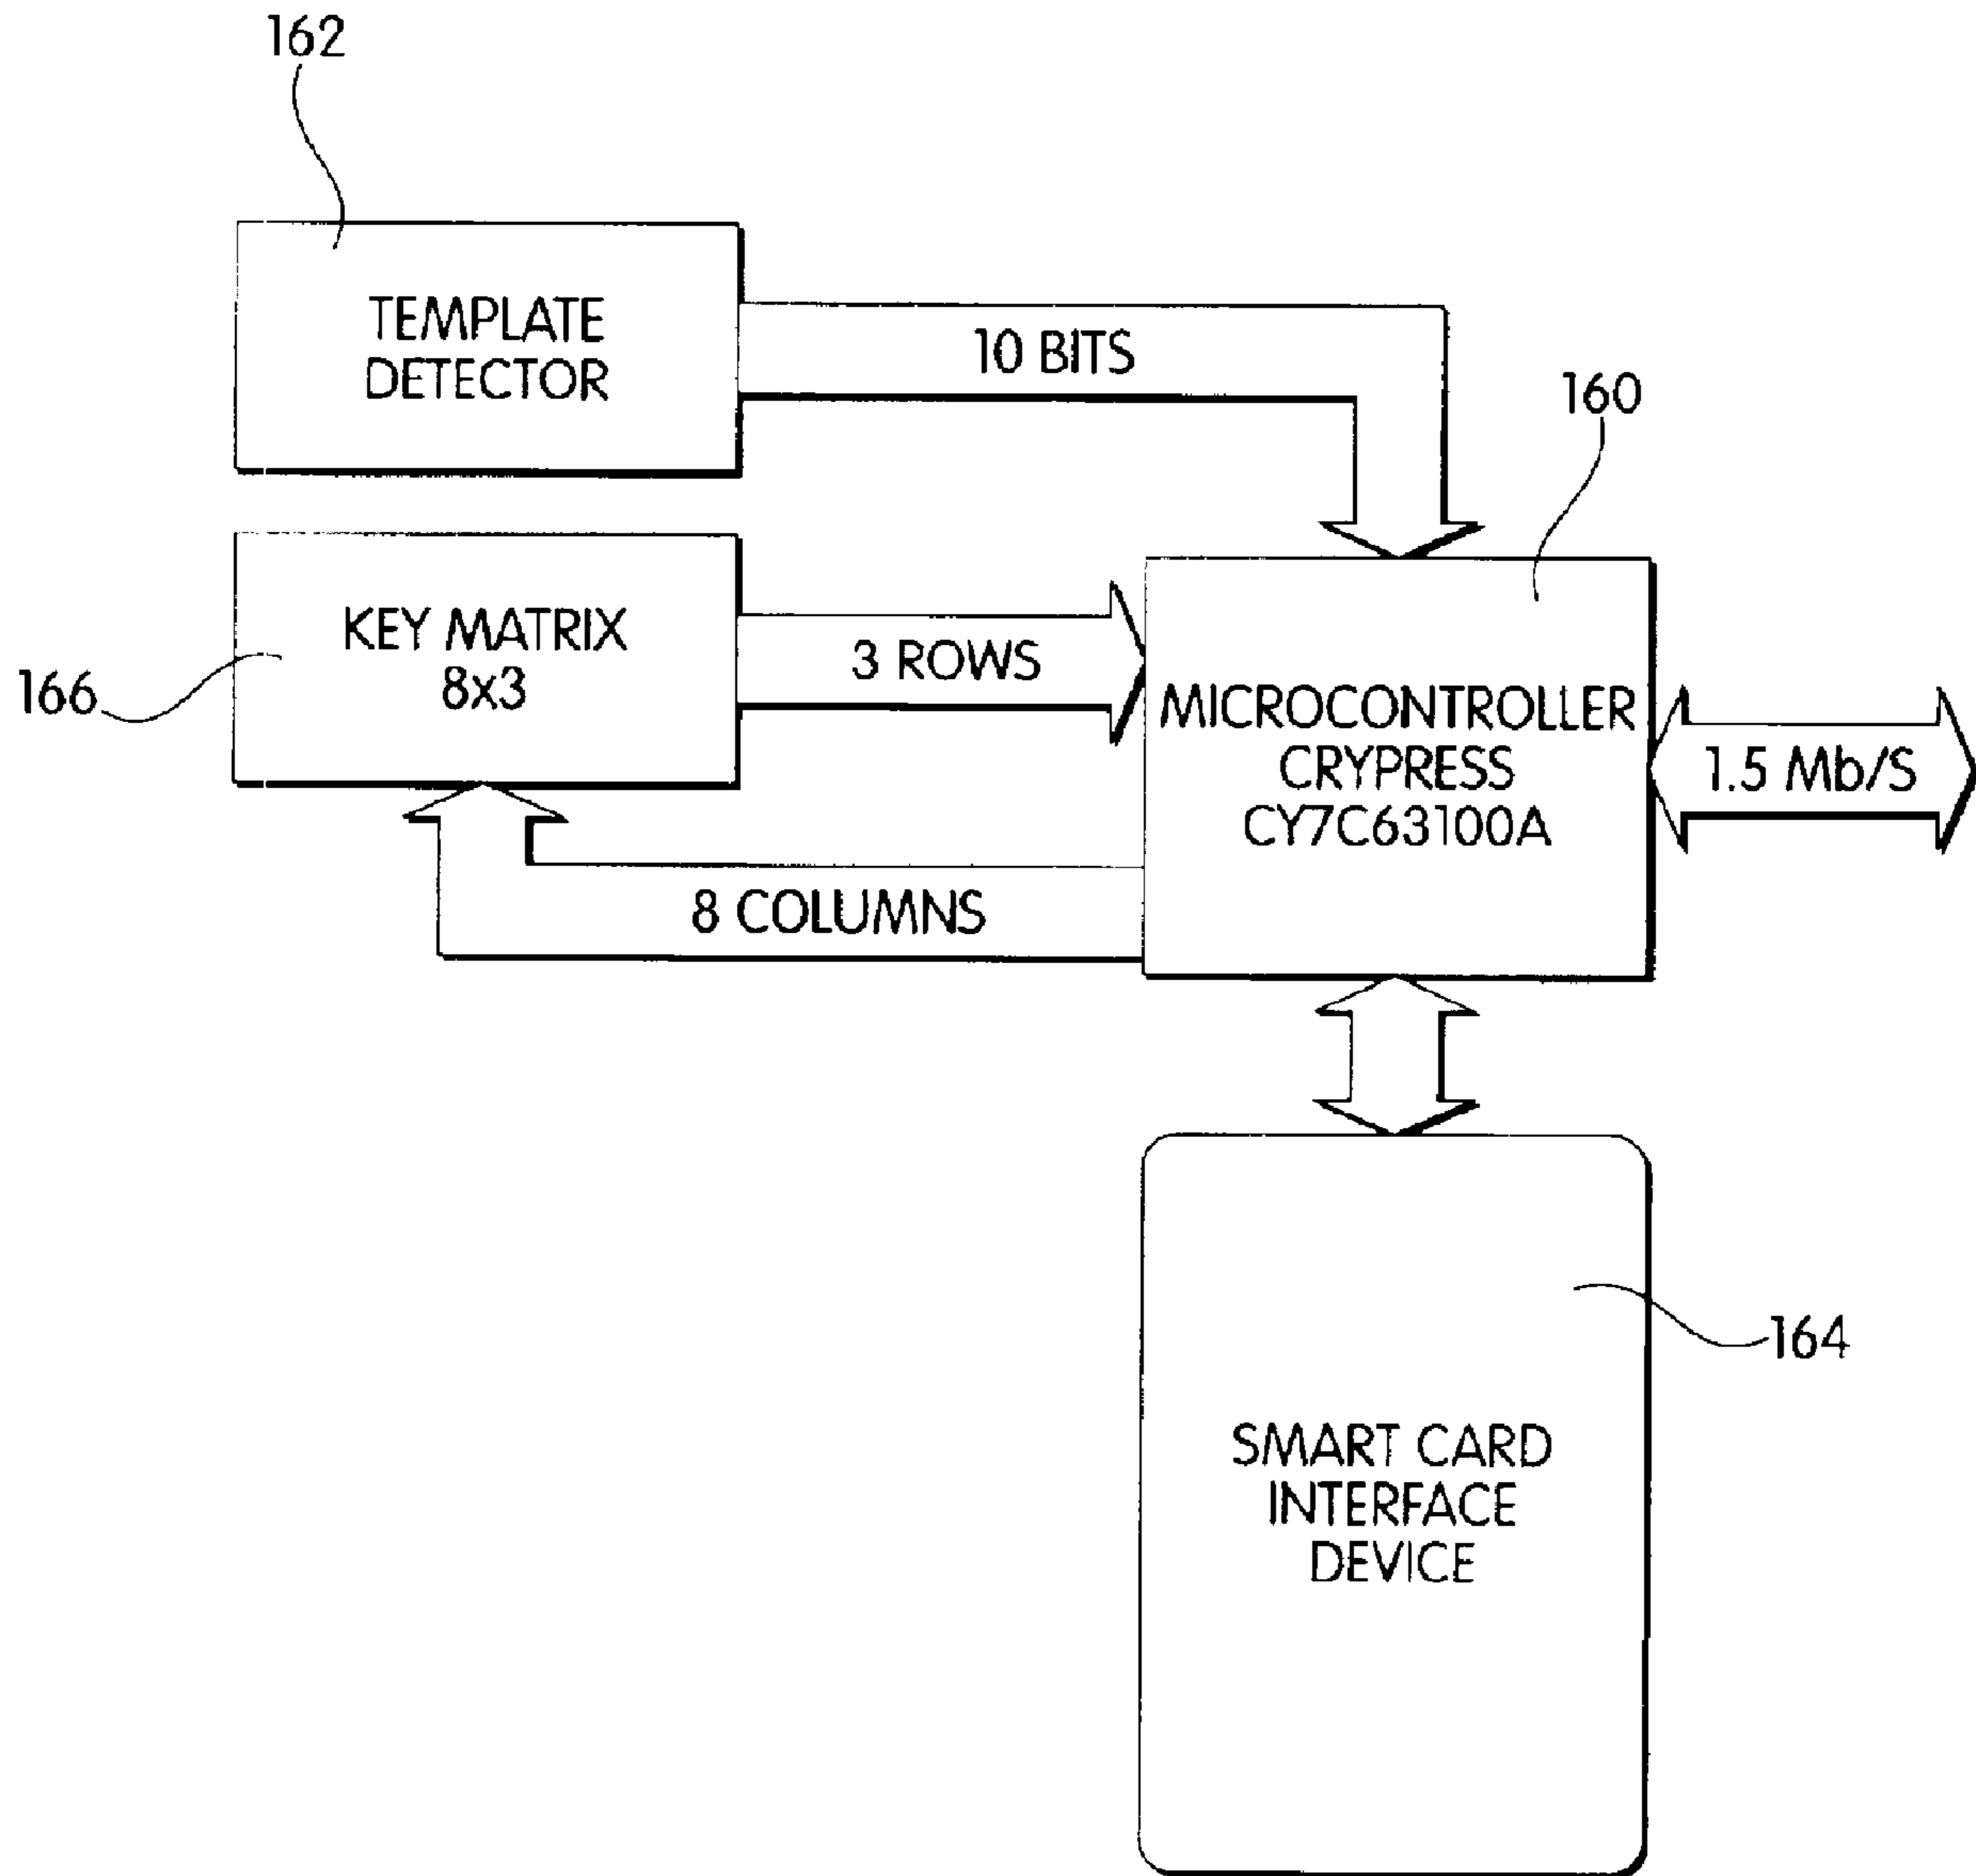 162
TEMPLATE
DETECTOR
10 BITS
160
KEY MATRIX
8x3
166
3 ROWS
MICROCONTROLLER
CRYPRESS
CY7C63100A
1.5 Mb/S
8 COLUMNS
164
SMART CARD
INTERFACE
DEVICE